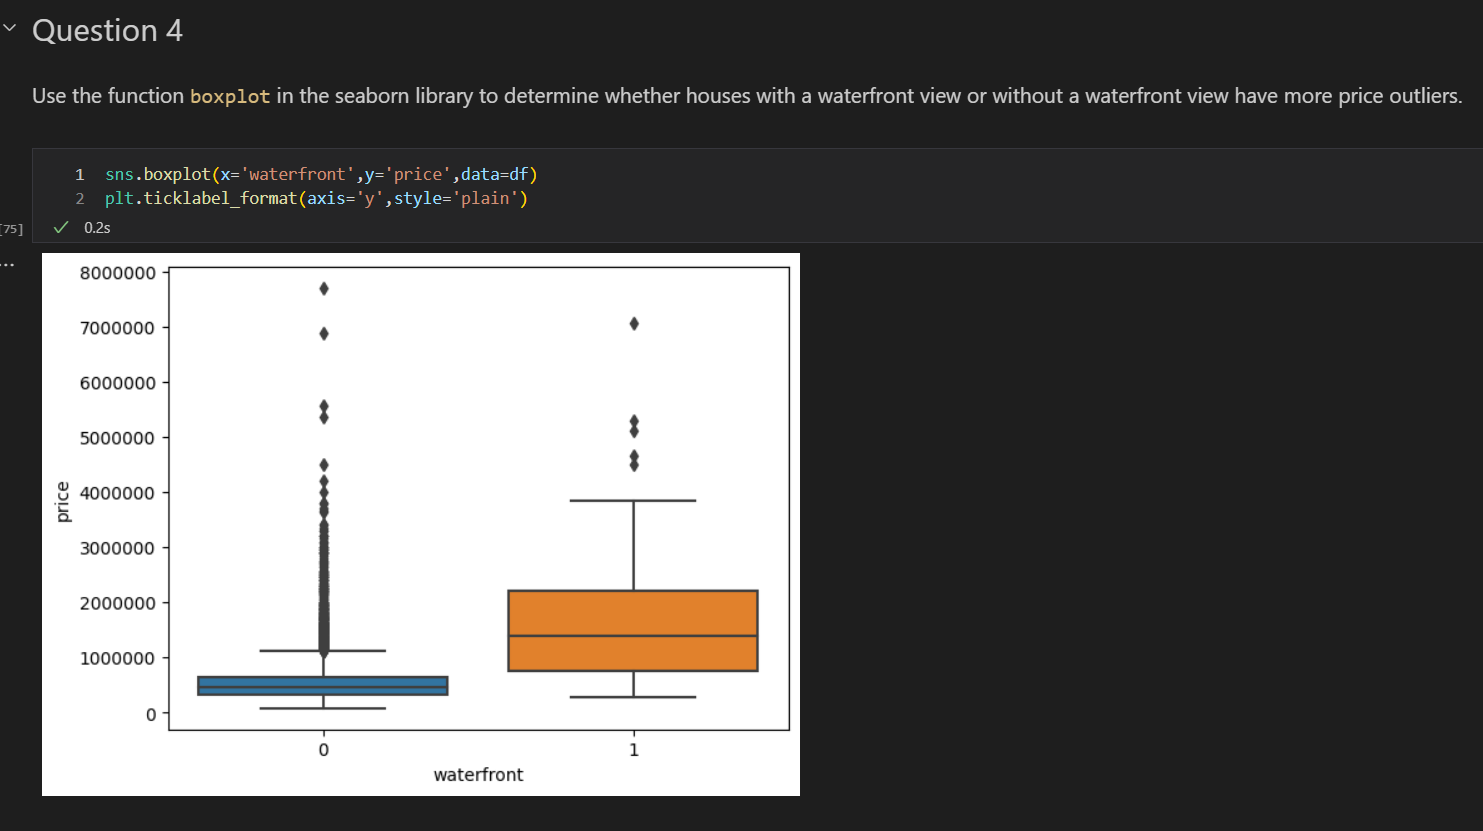 Question 4
Use the function boxplot in the seaborn library to determine whether houses with a waterfront view or without a waterfront view have more price outliers.
1 sns.boxplot(x='waterfront',y='price',data=df)
2 plt.ticklabel_format(axis='y',style='plain')
[75] ✓ 0.2s
...
8000000
7000000
6000000
5000000
4000000
3000000
2000000
1000000
0
price
0 1
waterfront